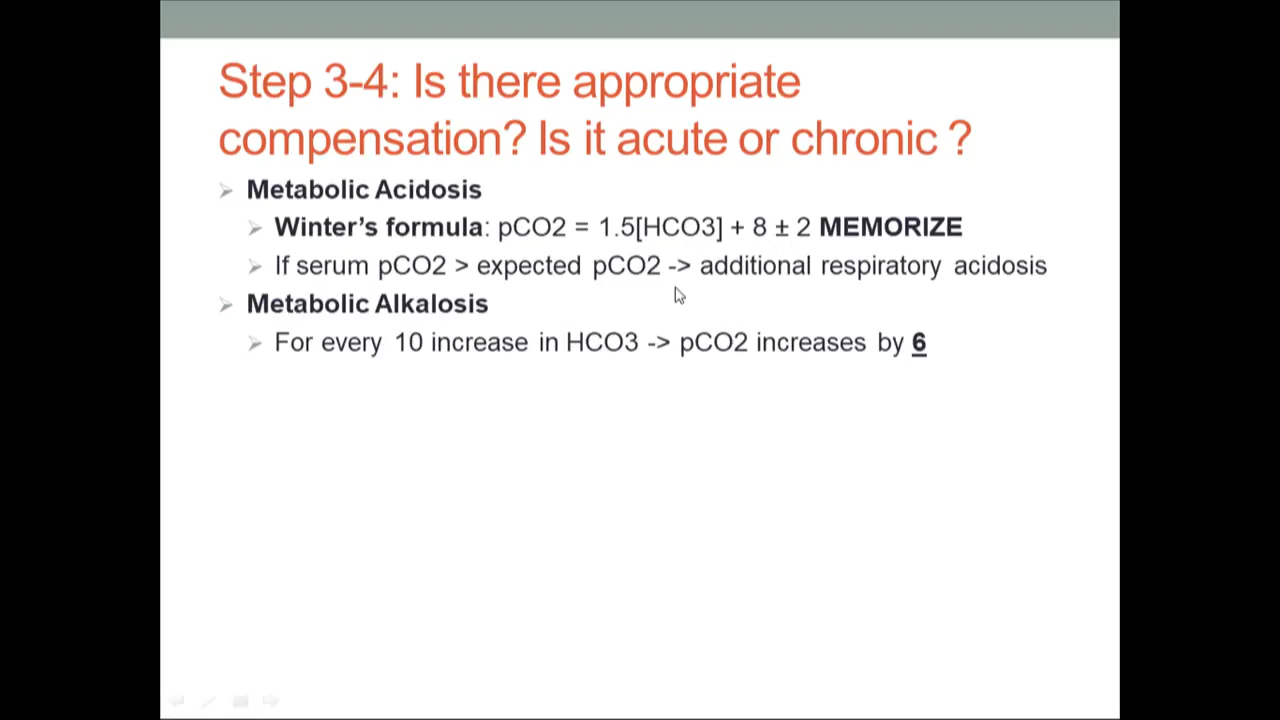 Step 3-4: Is there appropriate
compensation? Is it acute or chronic ?
Metabolic Acidosis
Winter’s formula: pCO2 = 1.5[HCO3] + 8 ± 2 MEMORIZE
If serum pCO2 > expected pCO2 -> additional respiratory acidosis
Metabolic Alkalosis
For every 10 increase in HCO3 -> pCO2 increases by 6